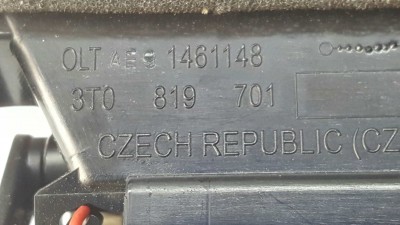 OLT 1461148
3T0 819 701
CZECH REPUBLIC (CZ